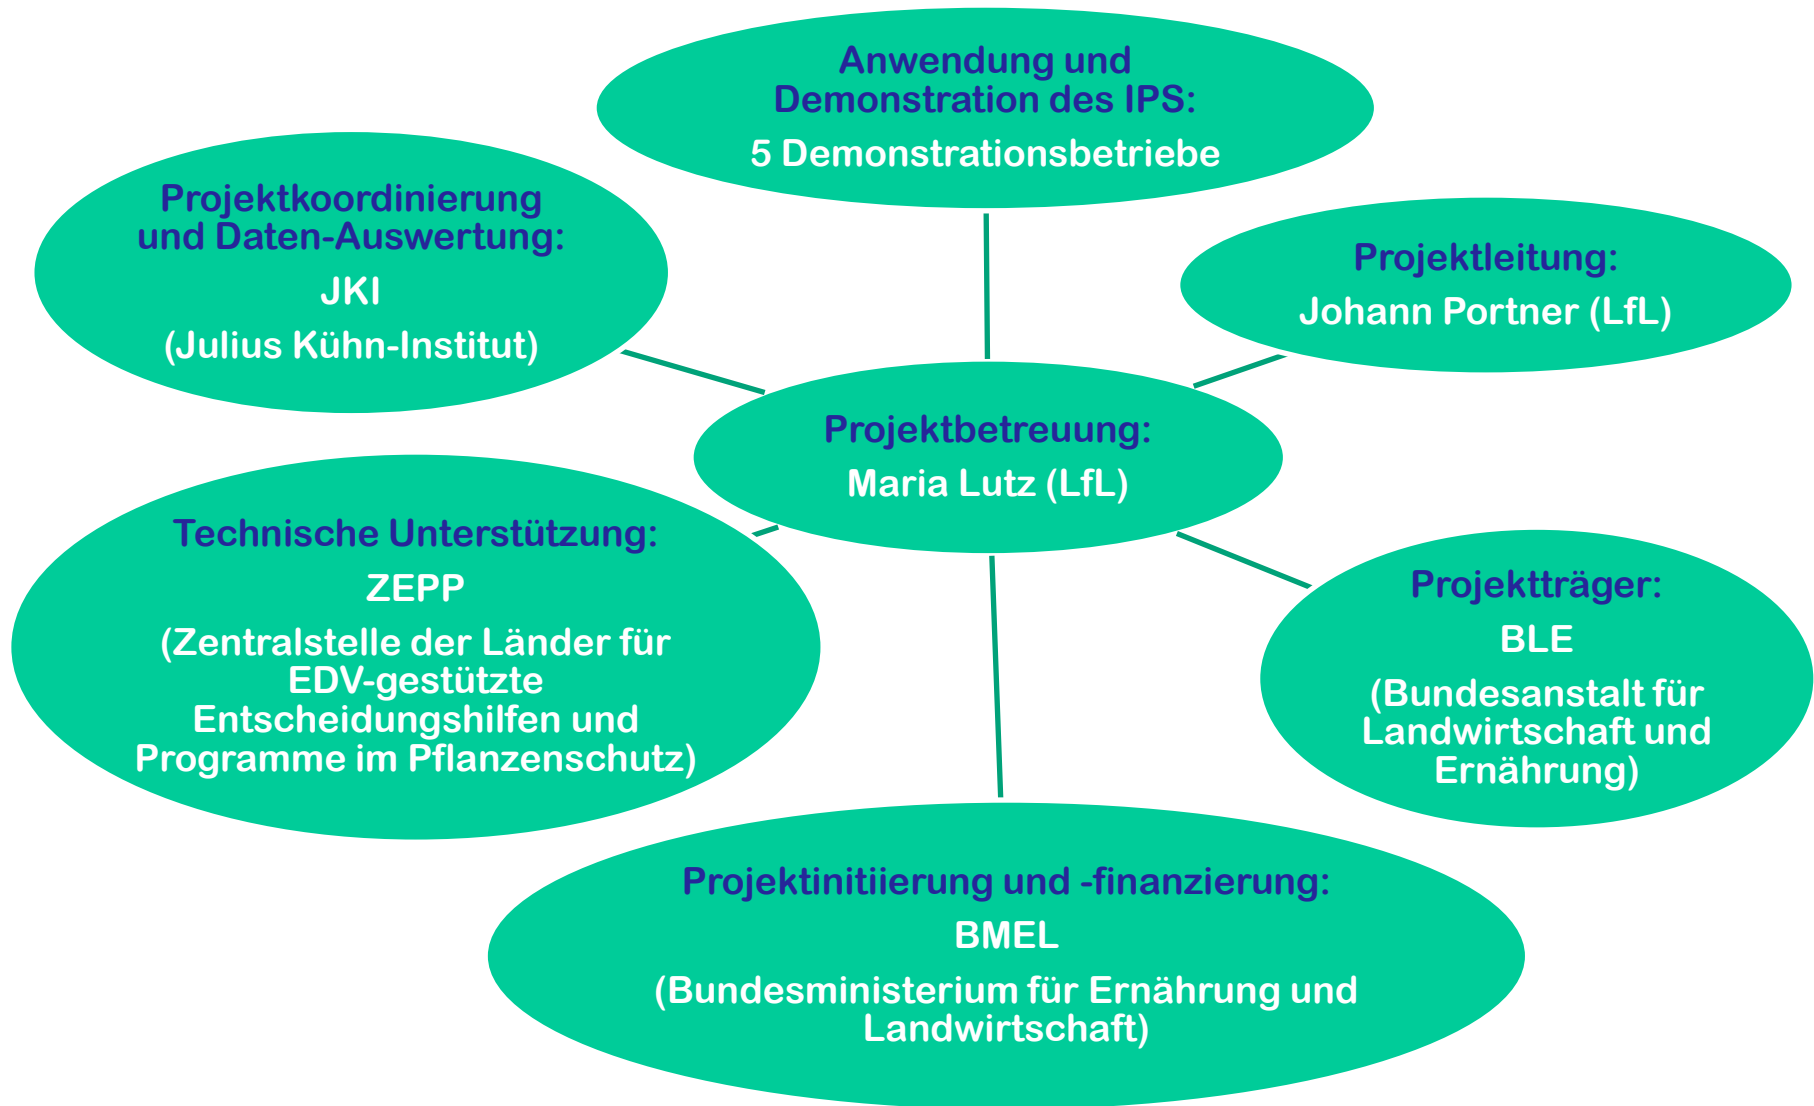 Anwendung und
Demonstration des IPS:
5 Demonstrationsbetriebe
Projektkoordinierung
und Daten-Auswertung:
JKI
(Julius Kühn-Institut)
Projektleitung:
Johann Portner (LfL)
Projektbetreuung:
Maria Lutz (LfL)
Technische Unterstützung:
ZEPP
(Zentralstelle der Länder für
EDV-gestützte
Entscheidungshilfen und
Programme im Pflanzenschutz)
Projektträger:
BLE
(Bundesanstalt für
Landwirtschaft und
Ernährung)
Projektinitiierung und -finanzierung:
BMEL
(Bundesministerium für Ernährung und
Landwirtschaft)